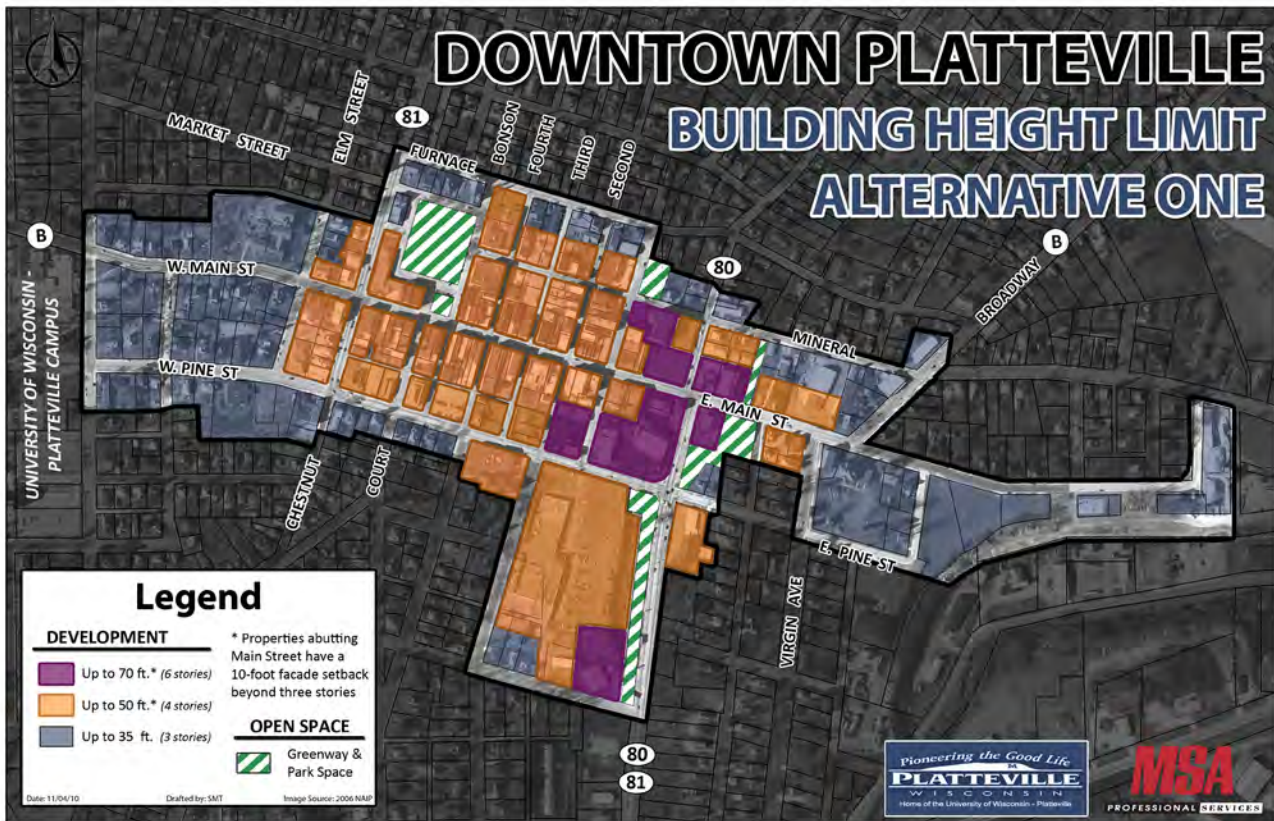 DOWNTOWN PLATTEVILLE
BUILDING HEIGHT LIMIT
ALTERNATIVE ONE
MARKET STREET
ELM STREET
81
FURNACE
BONSON
FOURTH
THIRD
SECOND
B
80
B
BROADWAY
W. MAIN ST
MINERAL
UNIVERSITY OF WISCONSIN -
PLATTEVILLE CAMPUS
W. PINE ST
E. MAIN ST
CHESTNUT
COURT
E. PINE ST
VIRGIN AVE
80
81
Legend
DEVELOPMENT
Up to 70 ft.* (6 stories)
Up to 50 ft.* (4 stories)
Up to 35 ft. (3 stories)
* Properties abutting
Main Street have a
10-foot facade setback
beyond three stories
OPEN SPACE
Greenway &
Park Space
Date: 11/04/10 Drafted by: SMT Image Source: 2006 NAIP
Pioneering the Good Life
M
PLATTEVILLE
WISCONSIN
Home of the University of Wisconsin - Platteville
MSA
PROFESSIONAL SERVICES